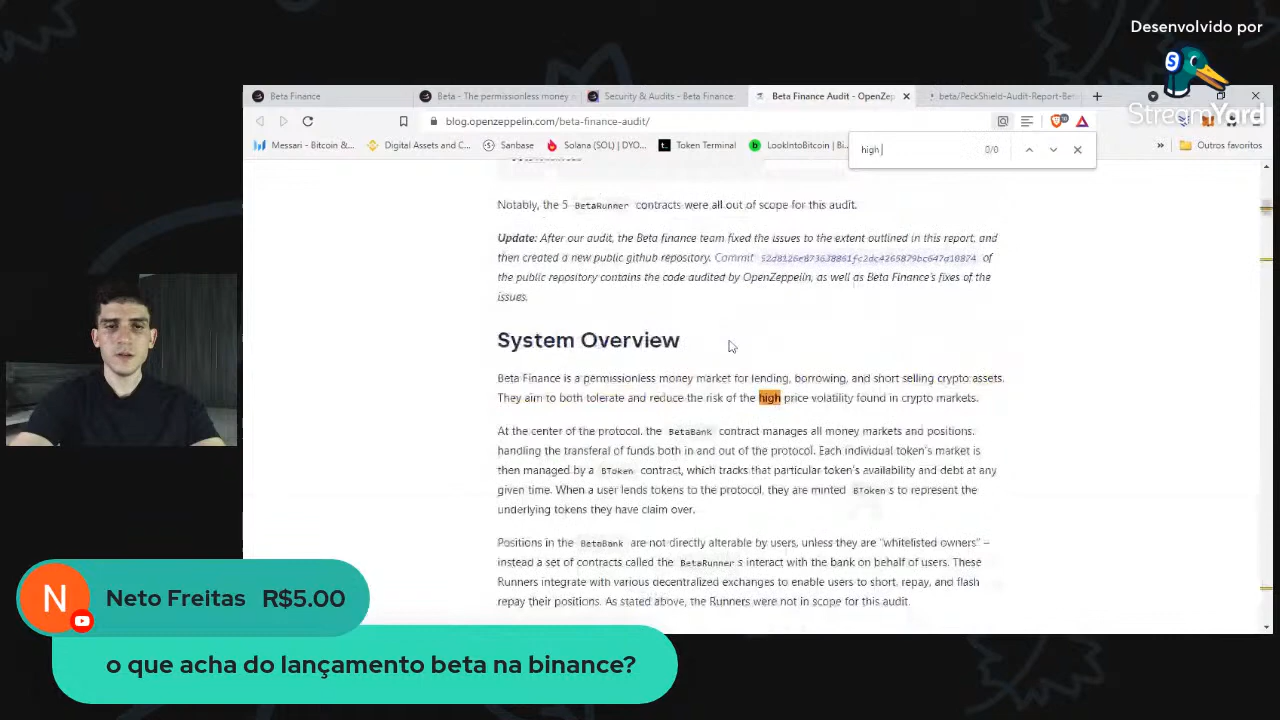 Desenvolvido por
StreamYard
Beta Finance
Beta - The permissionless money
Security & Audits - Beta Finance
Beta Finance Audit - OpenZep
beta/PeckShield-Audit-Report-Be
blog.openzeppelin.com/beta-finance-audit/
Messari - Bitcoin &...
Digital Assets and C...
Sanbase
Solana (SOL) | DYO...
Token Terminal
LookIntoBitcoin | Bi...
Outros favoritos
high
0/0
Notably, the 5 BetaRunner contracts were all out of scope for this audit.
Update: After our audit, the Beta finance team fixed the issues to the extent outlined in this report, and
then created a new public github repository. Commit 52d8126e873638861fc2dc4265879bc647d10874 of
the public repository contains the code audited by OpenZeppelin, as well as Beta Finance's fixes of the
issues.
System Overview
Beta Finance is a permissionless money market for lending, borrowing, and short selling crypto assets.
They aim to both tolerate and reduce the risk of the high price volatility found in crypto markets.
At the center of the protocol, the BetaBank contract manages all money markets and positions,
handling the transferal of funds both in and out of the protocol. Each individual token's market is
then managed by a BToken contract, which tracks that particular token's availability and debt at any
given time. When a user lends tokens to the protocol, they are minted BToken s to represent the
underlying tokens they have claim over.
Positions in the BetaBank are not directly alterable by users, unless they are "whitelisted owners" –
instead a set of contracts called the BetaRunner s interact with the bank on behalf of users. These
Runners integrate with various decentralized exchanges to enable users to short, repay, and flash
repay their positions. As stated above, the Runners were not in scope for this audit.
N
Neto Freitas R$5.00
o que acha do lançamento beta na binance?